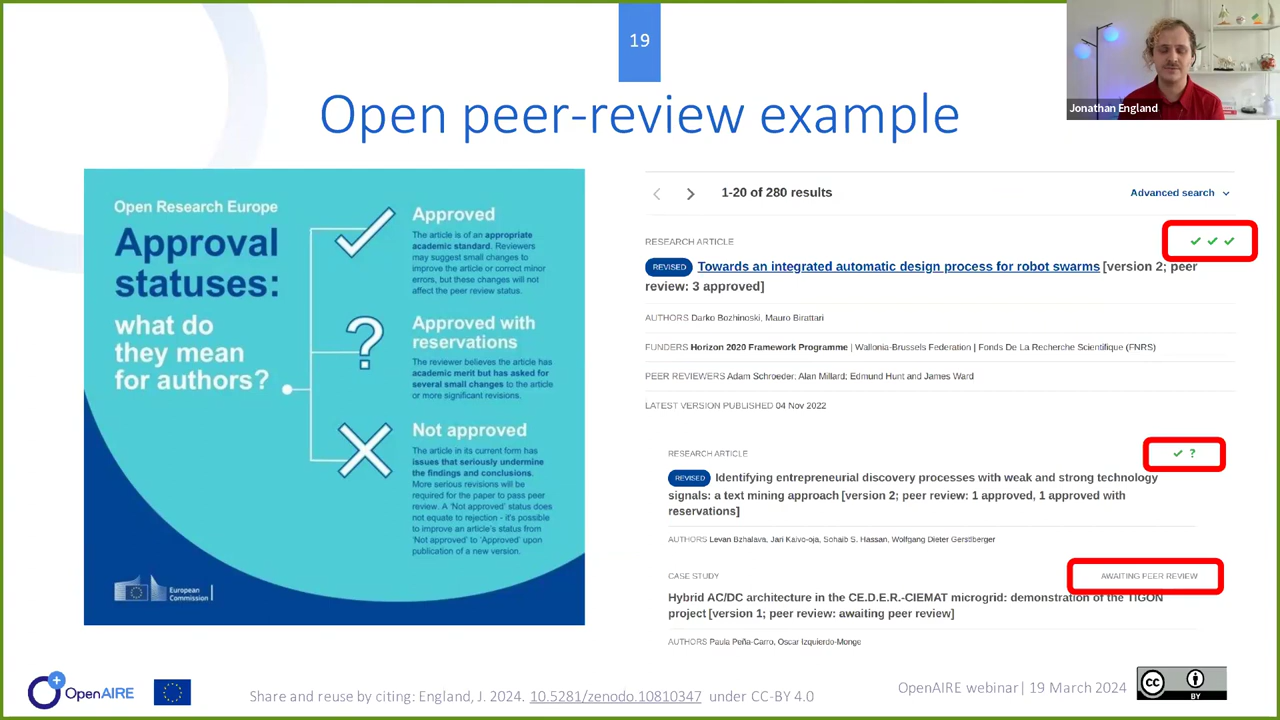 19
Jonathan England
Open peer-review example
Open Research Europe
Approval
statuses:
what do
they mean
for authors?
Approved
The article is of an appropriate
academic standard. Reviewers
may suggest small changes to
improve the article or correct minor
errors, but these changes will not
affect the peer review status.
Approved with
reservations
The reviewer believes the article has
academic merit but has asked for
several small changes to the article
or more significant revisions.
Not approved
The article in its current form has
issues that seriously undermine
the findings and conclusions.
More serious revisions will be
required for the paper to pass peer
review. A 'Not approved' status does
not equate to rejection - it's possible
to improve an article's status from
'Not approved' to 'Approved' upon
publication of a new version.
European
Commission
1-20 of 280 results
Advanced search
RESEARCH ARTICLE
REVISED Towards an integrated automatic design process for robot swarms [version 2; peer
review: 3 approved]
AUTHORS Darko Bozhinoski, Mauro Birattari
FUNDERS Horizon 2020 Framework Programme | Wallonia-Brussels Federation | Fonds De La Recherche Scientifique (FNRS)
PEER REVIEWERS Adam Schroeder; Alan Millard; Edmund Hunt and James Ward
LATEST VERSION PUBLISHED 04 Nov 2022
RESEARCH ARTICLE
?
REVISED Identifying entrepreneurial discovery processes with weak and strong technology
signals: a text mining approach [version 2; peer review: 1 approved, 1 approved with
reservations]
AUTHORS Levan Bzhalava, Jari Kaivo-oja, Sohaib S. Hassan, Wolfgang Dieter Gerstlberger
CASE STUDY
AWAITING PEER REVIEW
Hybrid AC/DC architecture in the CE.D.E.R.-CIEMAT microgrid: demonstration of the TIGON
project [version 1; peer review: awaiting peer review]
AUTHORS Paula Peña-Carro, Oscar Izquierdo-Monge
OpenAIRE
Share and reuse by citing: England, J. 2024. 10.5281/zenodo.10810347 under CC-BY 4.0
OpenAIRE webinar| 19 March 2024
cc
BY